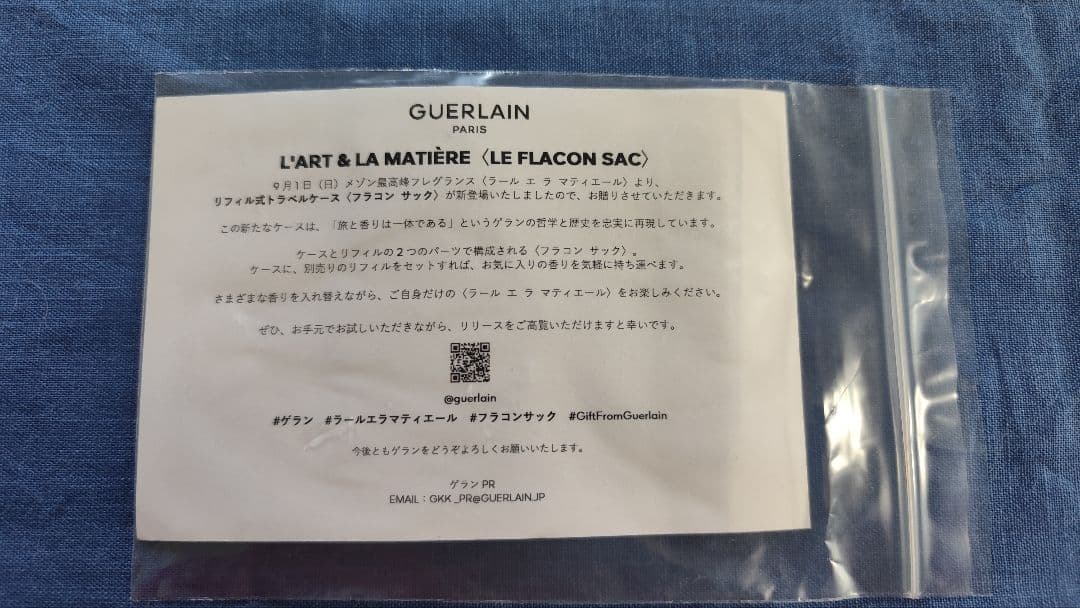 GUERLAIN
PARIS
L'ART & LA MATIÈRE〈LE FLACON SAC〉
9月1日（日）メゾン最高峰フレグランス〈ラール エ ラ マティエール〉より、
リフィル式トラベルケース〈フラコン サック〉が新登場いたしましたので、お贈りさせていただきます。
この新たなケースは、「旅と香りは一体である」というゲランの哲学と歴史を忠実に再現しています。
ケースとリフィルの2つのパーツで構成される〈フラコン サック〉。
ケースに、別売りのリフィルをセットすれば、お気に入りの香りを気軽に持ち運べます。
さまざまな香りを入れ替えながら、ご自身だけの〈ラール エ ラ マティエール〉をお楽しみください。
ぜひ、お手元でお試しいただきながら、リリースをご高覧いただけますと幸いです。
@guerlain
#ゲラン #ラールエラマティエール #フラコンサック #GiftFromGuerlain
今後ともゲランをどうぞよろしくお願いいたします。
ゲラン PR
EMAIL：GKK_PR@GUERLAIN.JP